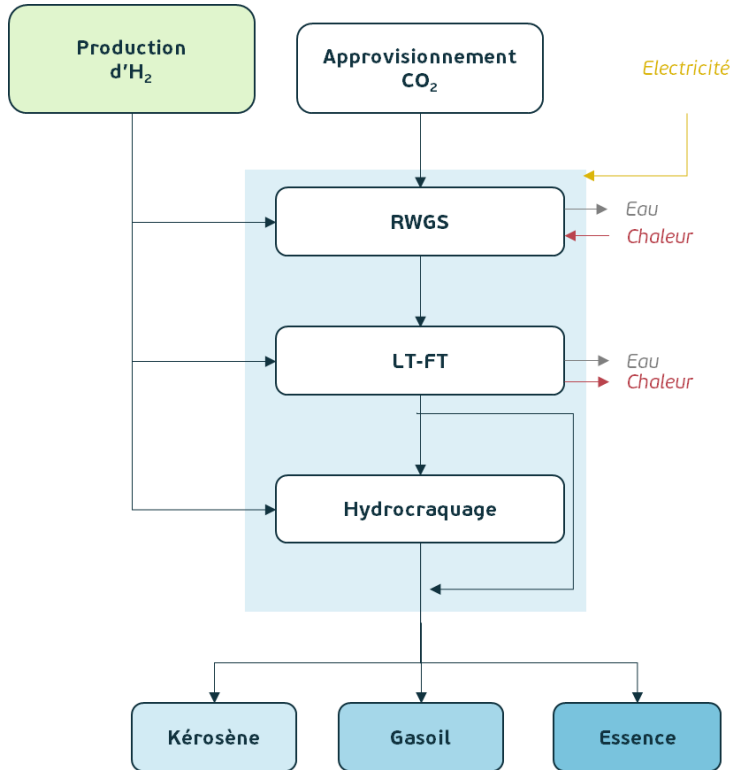 Production
d'H₂
Approvisionnement
CO₂
Electricité
RWGS
Eau
Chaleur
LT-FT
Eau
Chaleur
Hydrocraquage
Kérosène
Gasoil
Essence